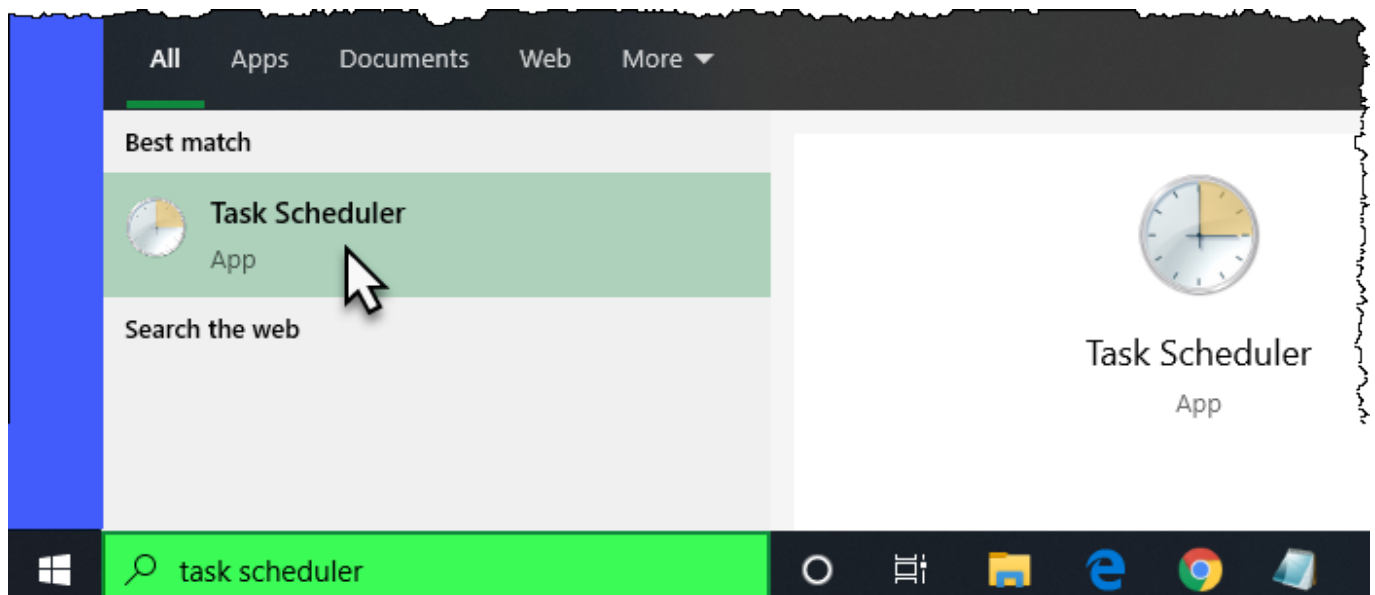 All Apps Documents Web More
Best match
Task Scheduler
App
Search the web
Task Scheduler
App
task scheduler